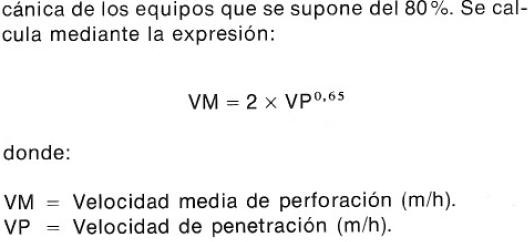 cánica de los equipos que se supone del 80%. Se cal-
cula mediante la expresión:
VM = 2 × VP^0,65
donde:
VM = Velocidad media de perforación (m/h).
VP = Velocidad de penetración (m/h).